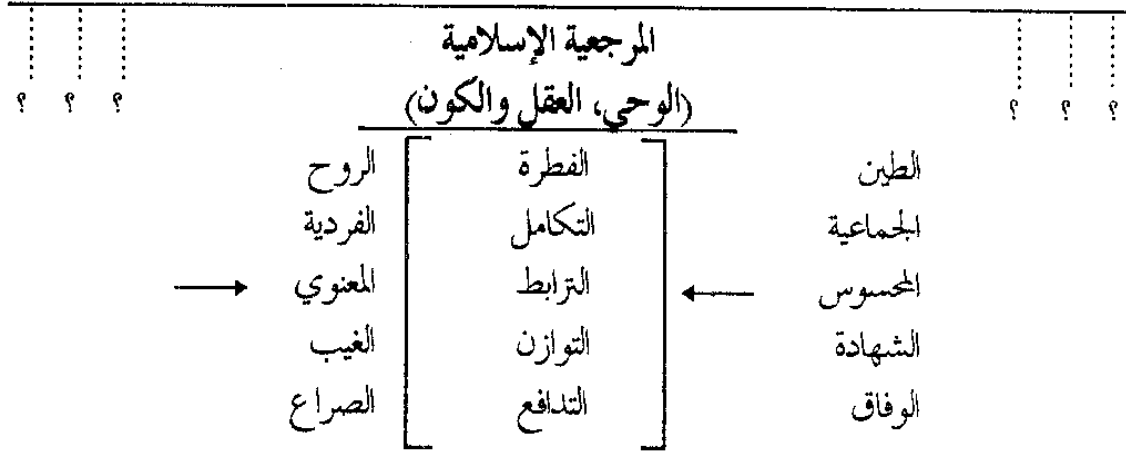 المرجعية الإسلامية
(الوحي، العقل والكون)
؟ ؟ ؟ ؟ ؟ ؟
الطين الفطرة الروح
الجماعية التكامل الفردية
المحسوس الترابط المعنوي
الشهادة التوازن الغيب
الوفاق التدافع الصراع